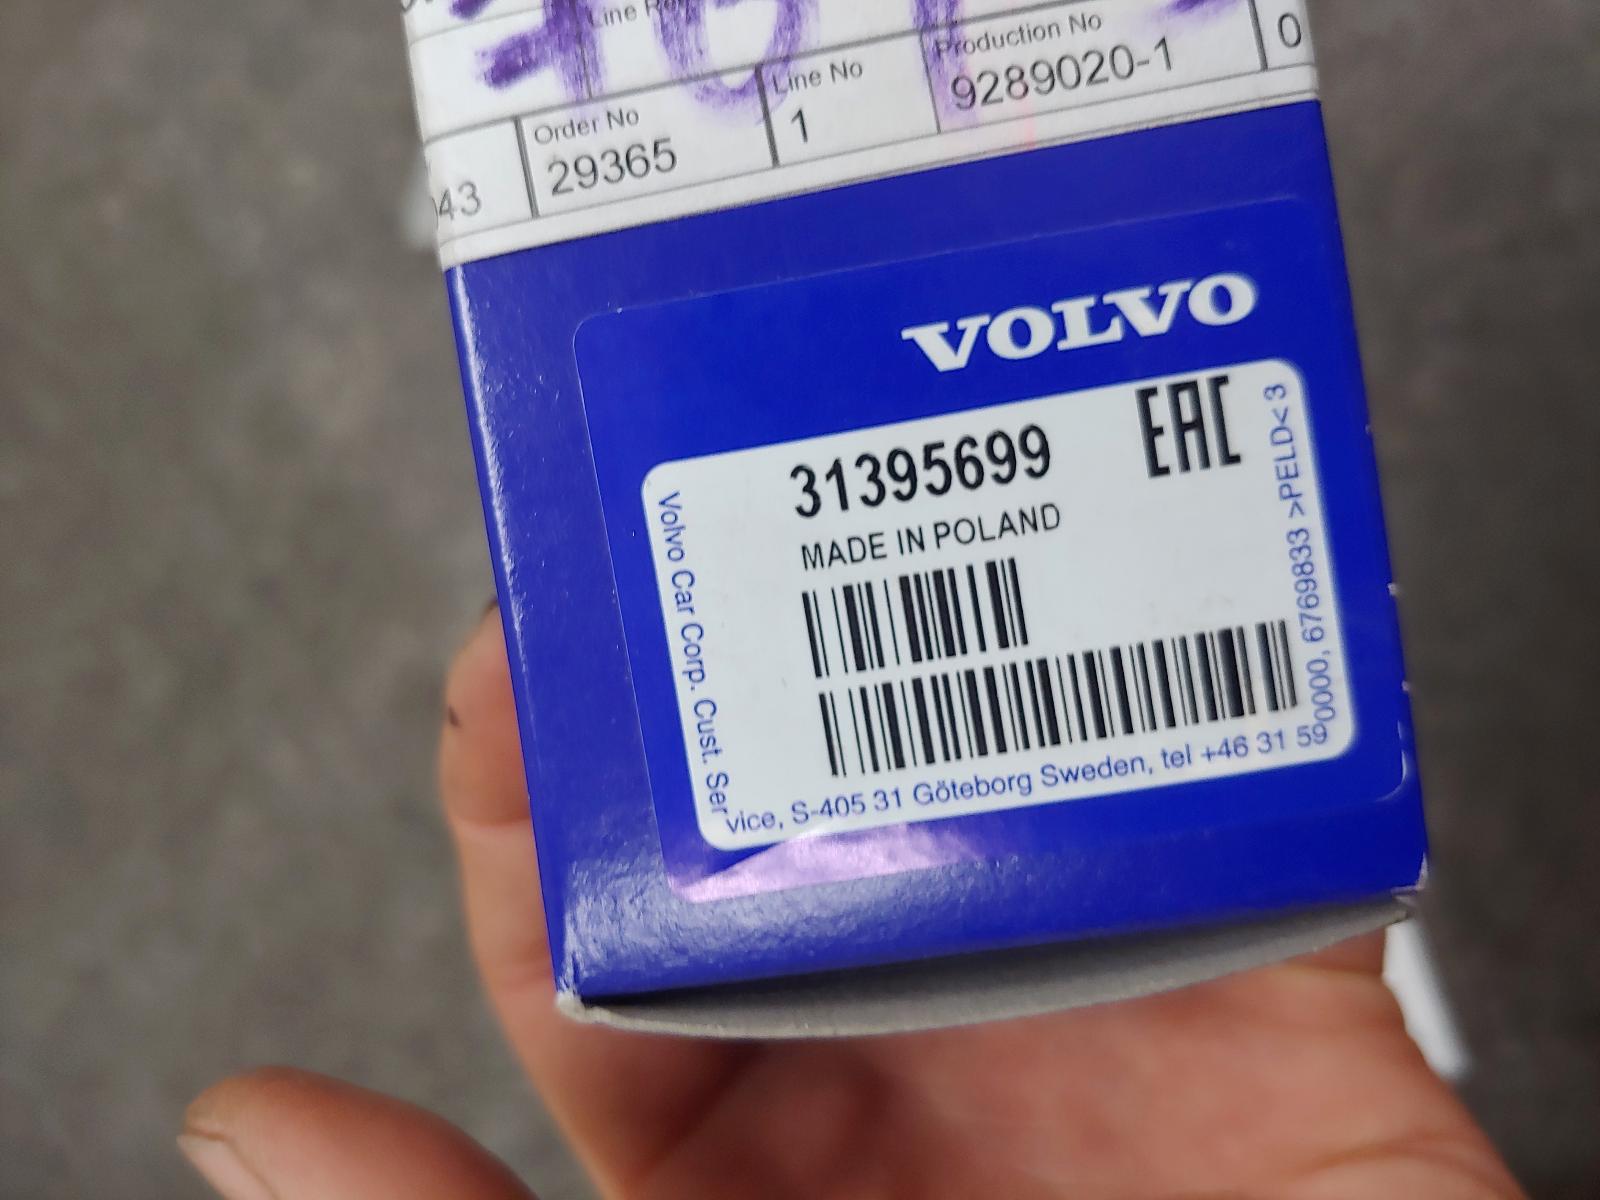 Order No
29365
Line No
1
Production No
9289020-1
0
43
VOLVO
31395699
EAC
MADE IN POLAND
Volvo Car Corp. Cust. Service, S-405 31 Göteborg Sweden, tel +46 31 59 0000, 6769833 >PELD< 3